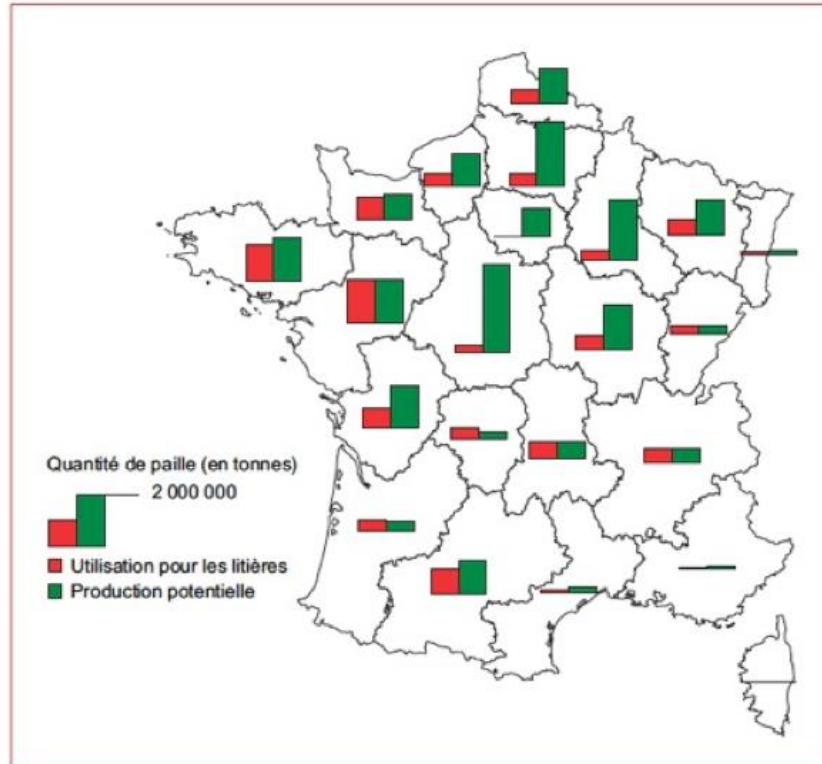 Quantité de paille (en tonnes)
2 000 000
Utilisation pour les litières
Production potentielle